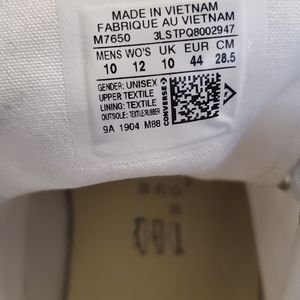 MADE IN VIETNAM
FABRIQUE AU VIETNAM
M7650 3LSTPQ8002947
MENS WO'S UK EUR CM
10 12 10 44 28.5
GENDER: UNISEX
UPPER TEXTILE
LINING: TEXTILE
OUTSOLE: TEXTILE RUBBER
9A 1904 M88
CONVERSE